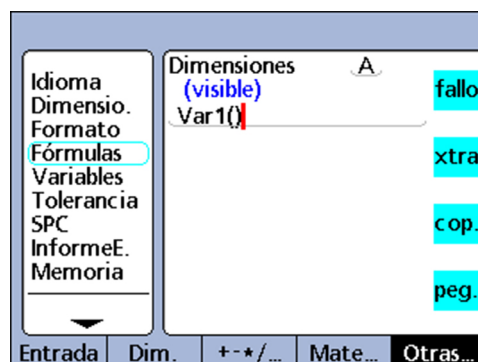 Idioma
Dimensio.
Formato
Fórmulas
Variables
Tolerancia
SPC
InformeE.
Memoria
Dimensiones A
(visible)
Var1()
fallo
xtra
cop.
peg.
Entrada Dim. +-*/... Mate... Otras...